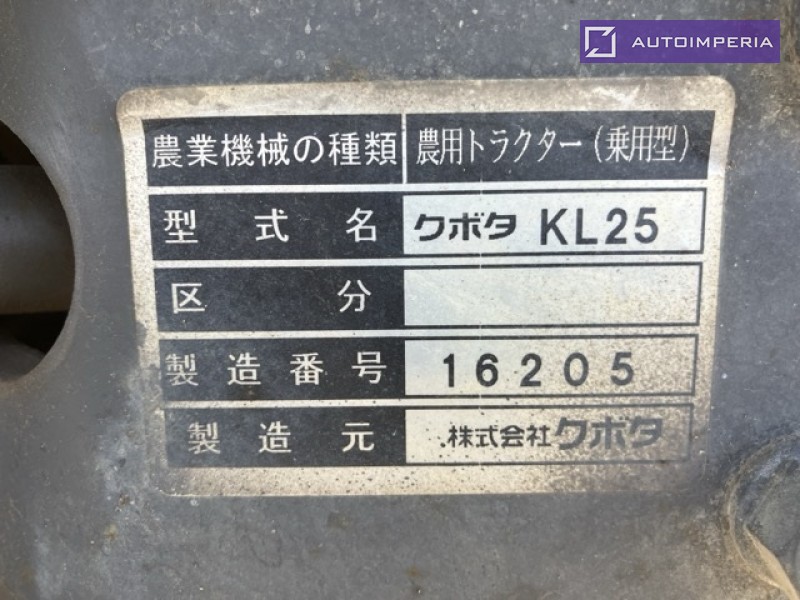 AUTOIMPERIA
農業機械の種類 農用トラクター(乗用型)
型式名 クボタ KL25
区分
製造番号 16205
製造元 株式会社クボタ